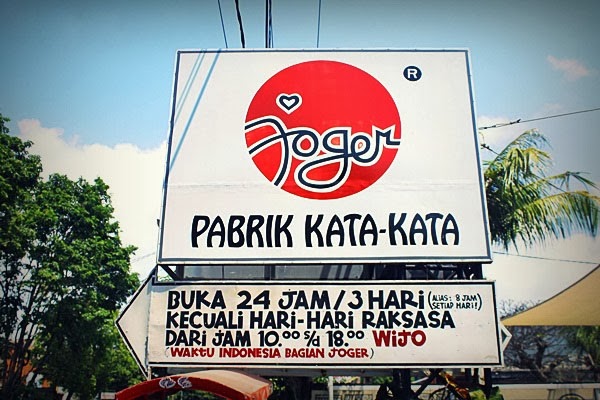 ®
Joger
PABRIK KATA-KATA
BUKA 24 JAM/3 HARI (ALIAS: 8 JAM SETIAP HARI!)
KECUALI HARI-HARI RAKSASA
DARI JAM 10.00 S/d 18.00 WIJO
(WAKTU INDONESIA BAGIAN JOGER)